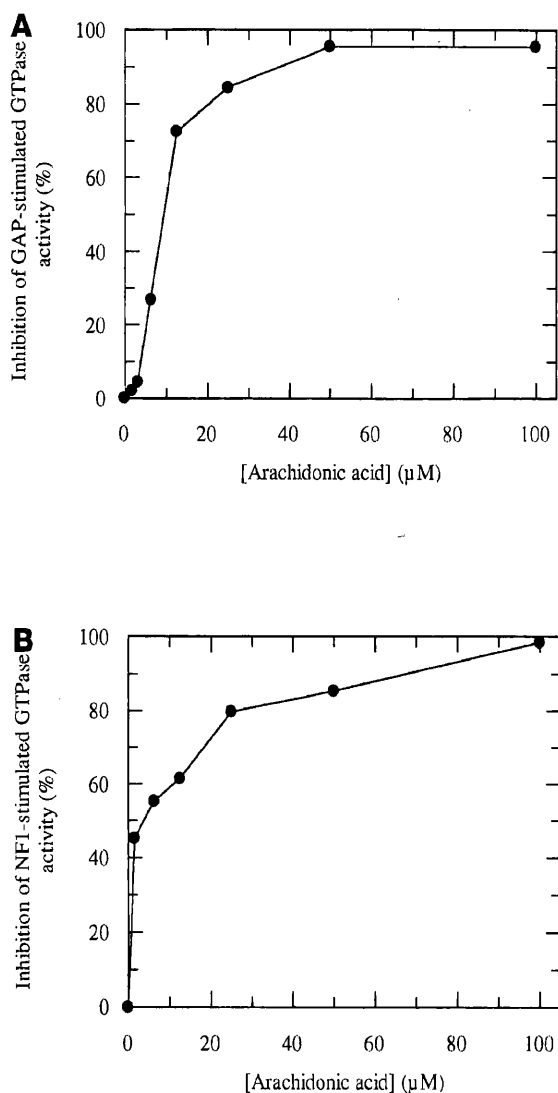 A
100
80
60
40
20
0
Inhibition of GAP-stimulated GTPase
activity (%)
0 20 40 60 80 100
[Arachidonic acid] (µM)
B
100
80
60
40
20
0
Inhibition of NF1-stimulated GTPase
activity (%)
0 20 40 60 80 100
[Arachidonic acid] (µM)